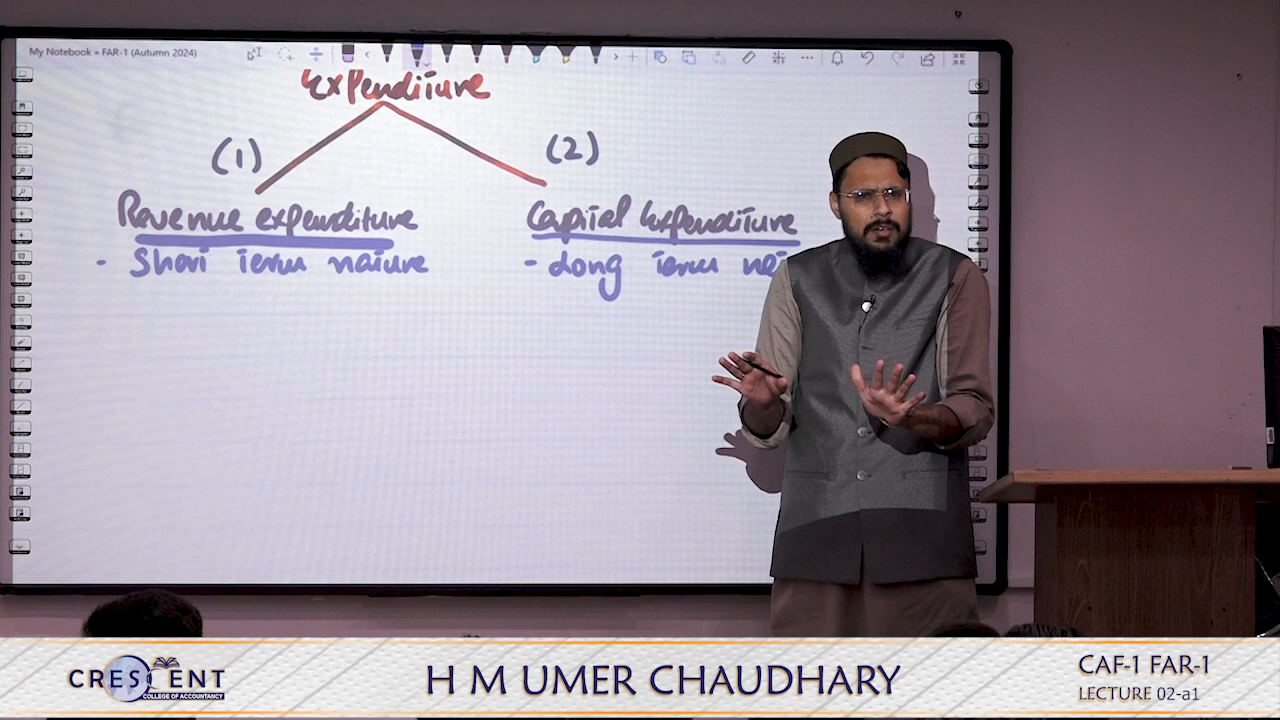 My Notebook » FAR-1 (Autumn 2024)
Expenditure
(1)
(2)
Revenue expenditure
Capital Expenditure
- Short term nature
- Long term
CRESCENT
COLLEGE OF ACCOUNTANCY
H M UMER CHAUDHARY
CAF-1 FAR-1
LECTURE 02-a1